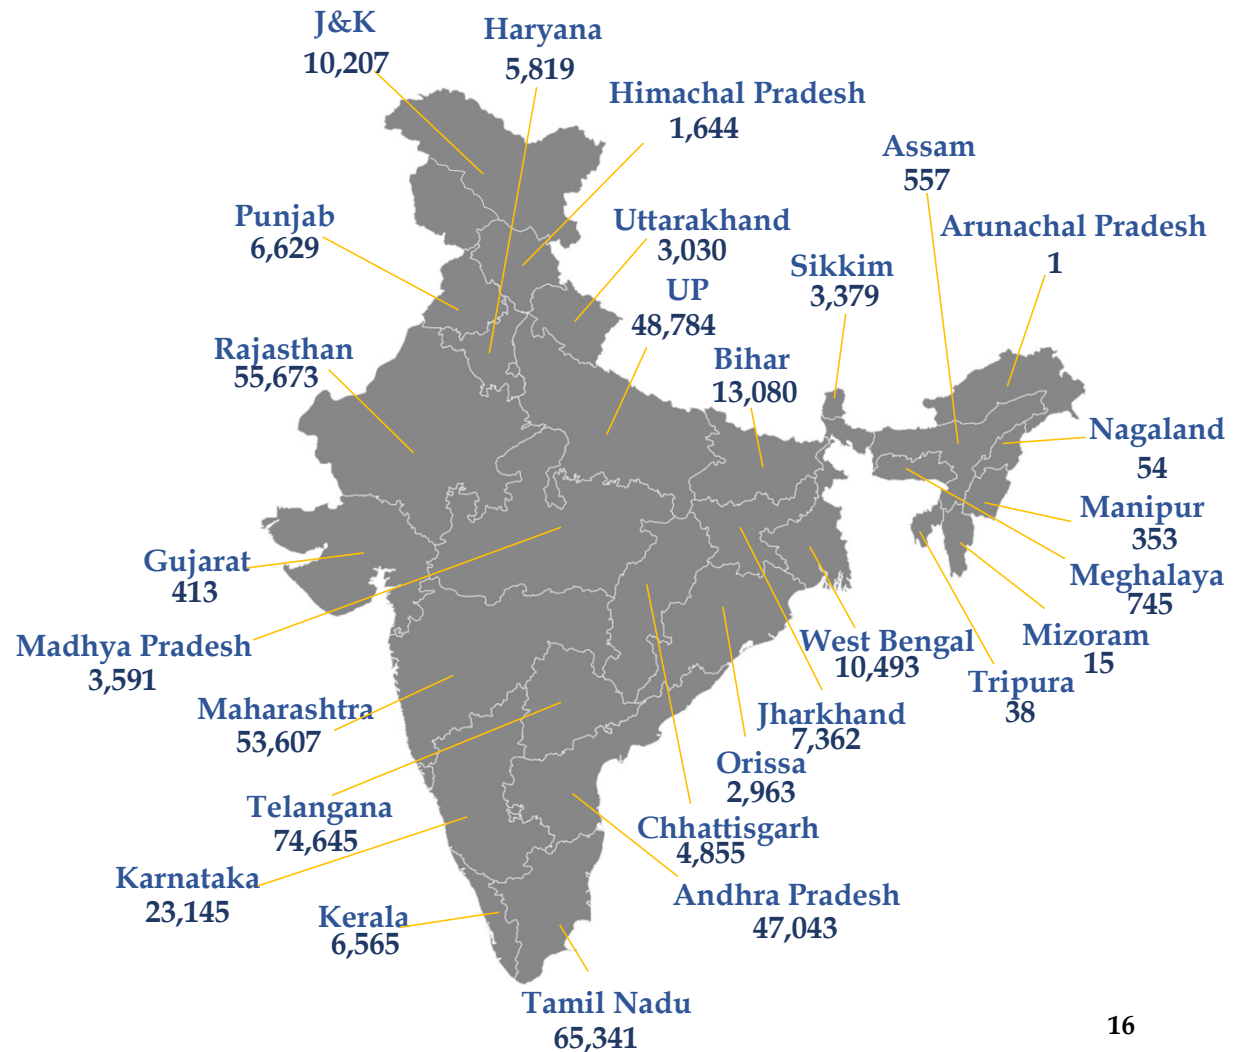 J&K
10,207
Haryana
5,819
Himachal Pradesh
1,644
Assam
557
Arunachal Pradesh
1
Punjab
6,629
Uttarakhand
3,030
Sikkim
3,379
UP
48,784
Rajasthan
55,673
Bihar
13,080
Nagaland
54
Manipur
353
Gujarat
413
Meghalaya
745
Madhya Pradesh
3,591
West Bengal
10,493
Mizoram
15
Tripura
38
Maharashtra
53,607
Jharkhand
7,362
Orissa
2,963
Telangana
74,645
Chhattisgarh
4,855
Karnataka
23,145
Andhra Pradesh
47,043
Kerala
6,565
Tamil Nadu
65,341
16